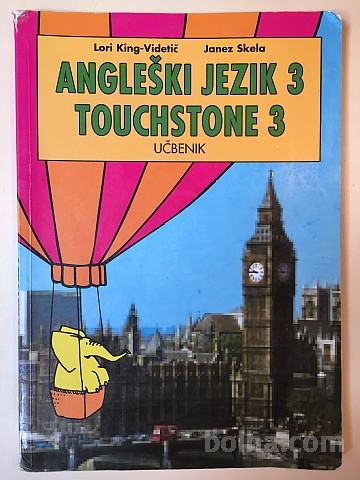 Lori King-Videtič Janez Skela
ANGLEŠKI JEZIK 3
TOUCHSTONE 3
UČBENIK
bolha.com